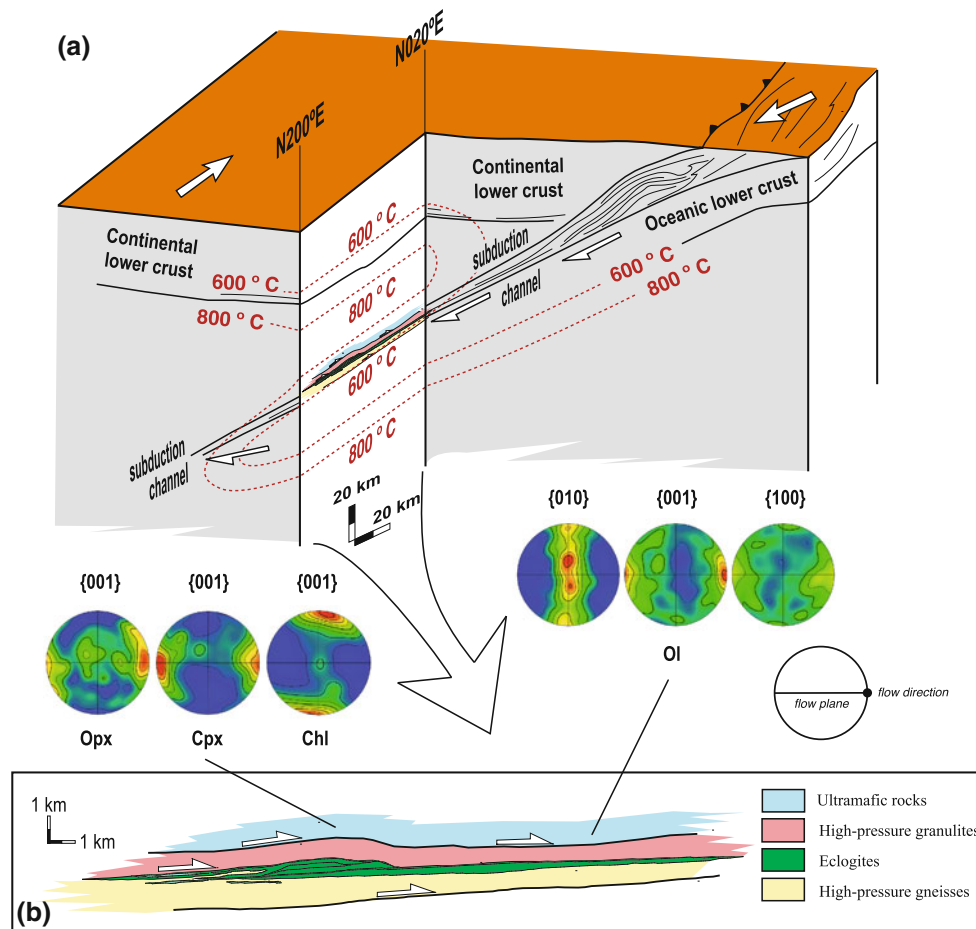 (a)
N020ºE
N200ºE
Continental
lower crust
Continental
lower crust
Oceanic lower crust
600 º C
800 º C
600 º C
800 º C
600 º C
800 º C
600 º C
800 º C
subduction
channel
subduction
channel
20 km
20 km
{010}
{001}
{100}
Ol
{001}
{001}
{001}
Opx
Cpx
Chl
flow direction
flow plane
1 km
1 km
Ultramafic rocks
High-pressure granulites
Eclogites
High-pressure gneisses
(b)